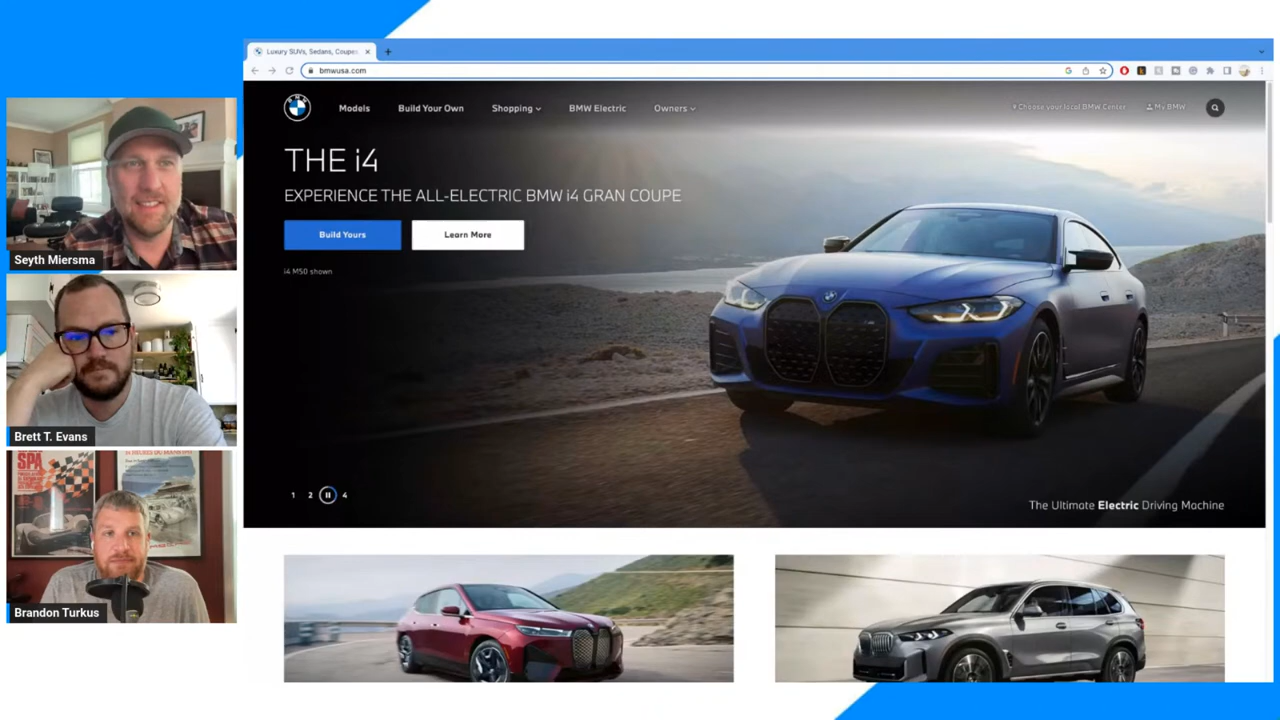 Luxury SUVs, Sedans, Coupes
bmwusa.com
Models
Build Your Own
Shopping
BMW Electric
Owners
Choose your local BMW Center
My BMW
THE i4
EXPERIENCE THE ALL-ELECTRIC BMW i4 GRAN COUPE
Build Yours
Learn More
i4 M50 shown
1 2 4
The Ultimate Electric Driving Machine
Seyth Miersma
Brett T. Evans
SPA
Brandon Turkus